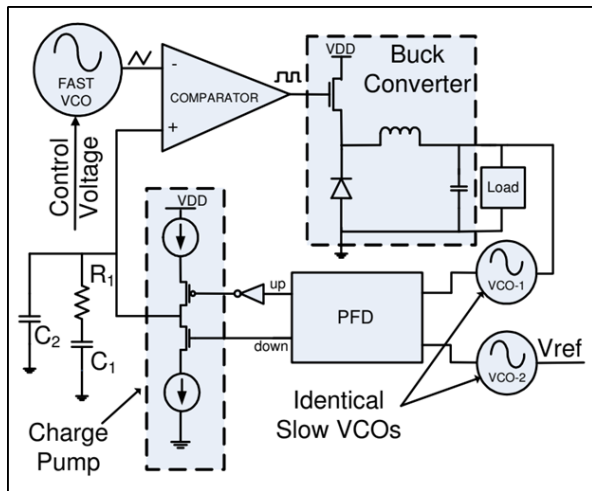 FAST
VCO
-
+
COMPARATOR
VDD
Buck
Converter
Load
Control
Voltage
VDD
R1
C2
C1
up
down
PFD
VCO-1
VCO-2
Vref
Identical
Slow VCOs
Charge
Pump